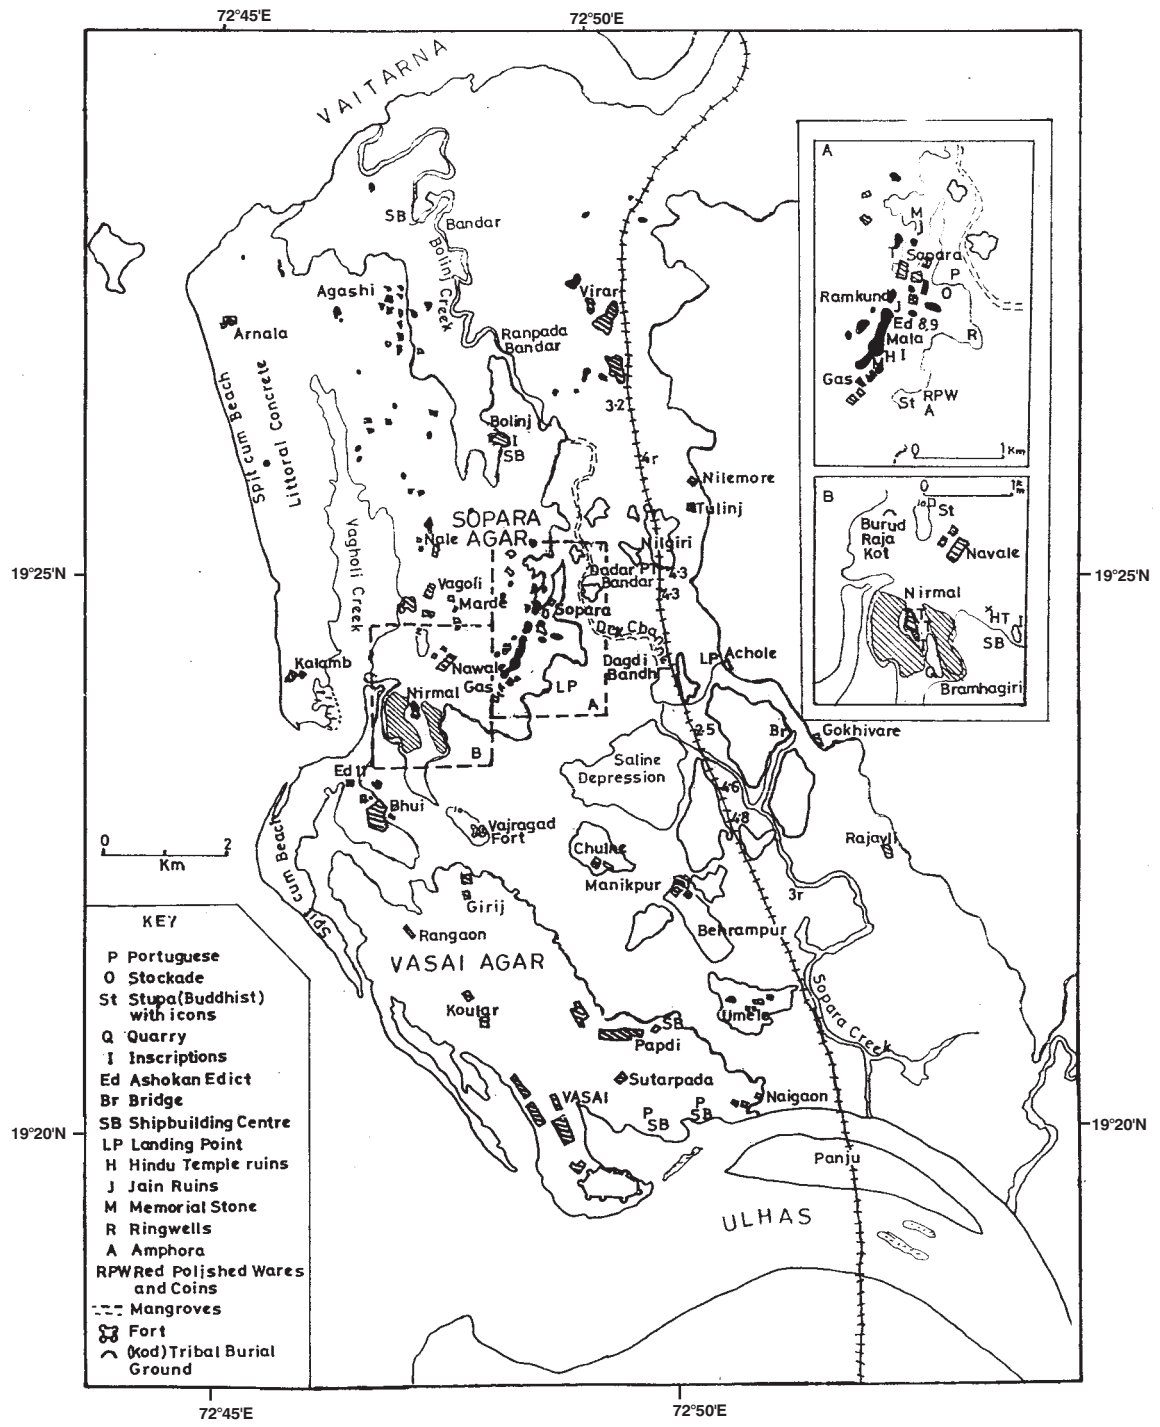 72°45'E
72°50'E
VAITARNA
SB
Bandar
Bolinj Creek
Agashi
Virar
Arnala
Ranpada
Bandar
Spit cum Beach
Littoral Concrete
3·2
Bolinj
I
SB
4r
Nilemore
Tulinj
SOPARA
AGAR
Nale
Vagholi Creek
Nilgiri
19°25'N
19°25'N
Dadar PT
Bandar
4·3
4·3
Vagoli
Marde
Sopara
Dry Chan
Kalamb
Nawale
Gas
Dagdi
Bandh
LP
Achole
Nirmal
LP
A
B
2·5
Br
Gokhivare
Saline
Depression
Ed 11
4·6
Bhui
4·8
Vajragad
Fort
0 2
Km
Spit cum Beach
Chulne
Rajavli
Manikpur
3r
Girij
Rangaon
Behrampur
VASAI AGAR
Sopara Creek
Koular
Umele
SB
Papdi
Sutarpada
VASAI
P
SB
P
SB
Naigaon
19°20'N
19°20'N
Panju
ULHAS
A
M
J
T
Sopara
P
O
Ramkund
J
Ed 8,9
R
Mala
H I
M
Gas
St
RPW
A
0 1 Km
B
0 1 Km
10
St
Burud
Raja
Kot
Navale
Nirmal
T
T
HT
I
SB
Q
Bramhagiri
KEY
P Portuguese
O Stockade
St Stupa (Buddhist)
with icons
Q Quarry
I Inscriptions
Ed Ashokan Edict
Br Bridge
SB Shipbuilding Centre
LP Landing Point
H Hindu Temple ruins
J Jain Ruins
M Memorial Stone
R Ringwells
A Amphora
RPW Red Polished Wares
and Coins
Mangroves
Fort
(Kod) Tribal Burial
Ground
72°45'E
72°50'E